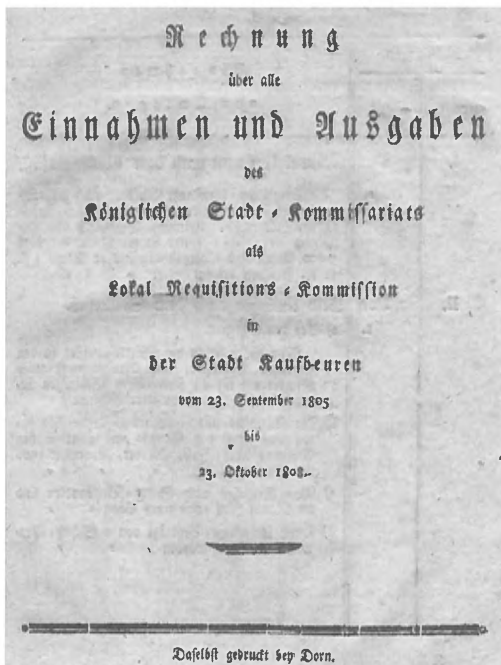 Rechnung
über alle
Einnahmen und Ausgaben
des
Königlichen Stadt-Kommissariats
als
Lokal Requisitions-Kommission
in
der Stadt Kaufbeuren
vom 23. September 1805
bis
23. Oktober 1808.
Daselbst gedruckt bey Dorn.